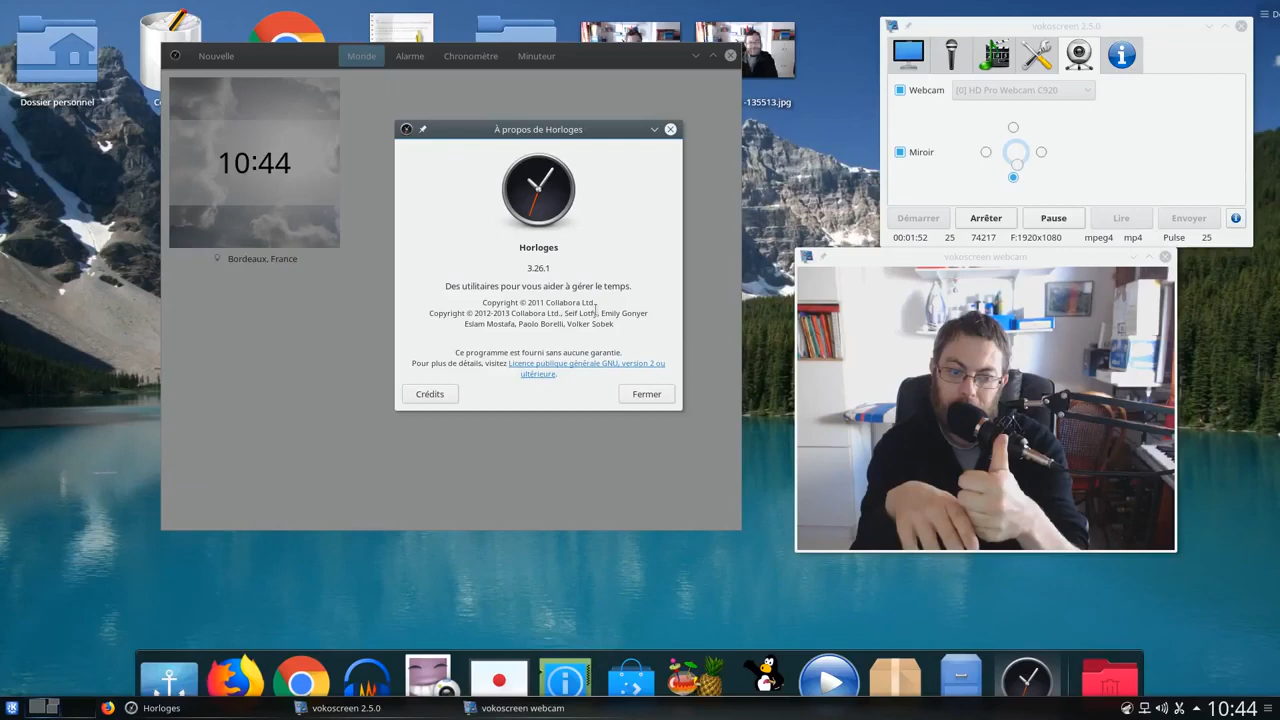 Nouvelle
Monde
Alarme
Chronomètre
Minuteur
Dossier personnel
-135513.jpg
10:44
Bordeaux, France
À propos de Horloges
Horloges
3.26.1
Des utilitaires pour vous aider à gérer le temps.
Copyright © 2011 Collabora Ltd.
Copyright © 2012-2013 Collabora Ltd., Seif Lotfy, Emily Gonyer
Eslam Mostafa, Paolo Borelli, Volker Sobek
Ce programme est fourni sans aucune garantie.
Pour plus de détails, visitez Licence publique générale GNU, version 2 ou
ultérieure.
Crédits
Fermer
vokoscreen 2.5.0
Webcam
[0] HD Pro Webcam C920
Miroir
Démarrer
Arrêter
Pause
Lire
Envoyer
00:01:52
25
74217
F:1920x1080
mpeg4
mp4
Pulse
25
vokoscreen webcam
Horloges
vokoscreen 2.5.0
vokoscreen webcam
10:44